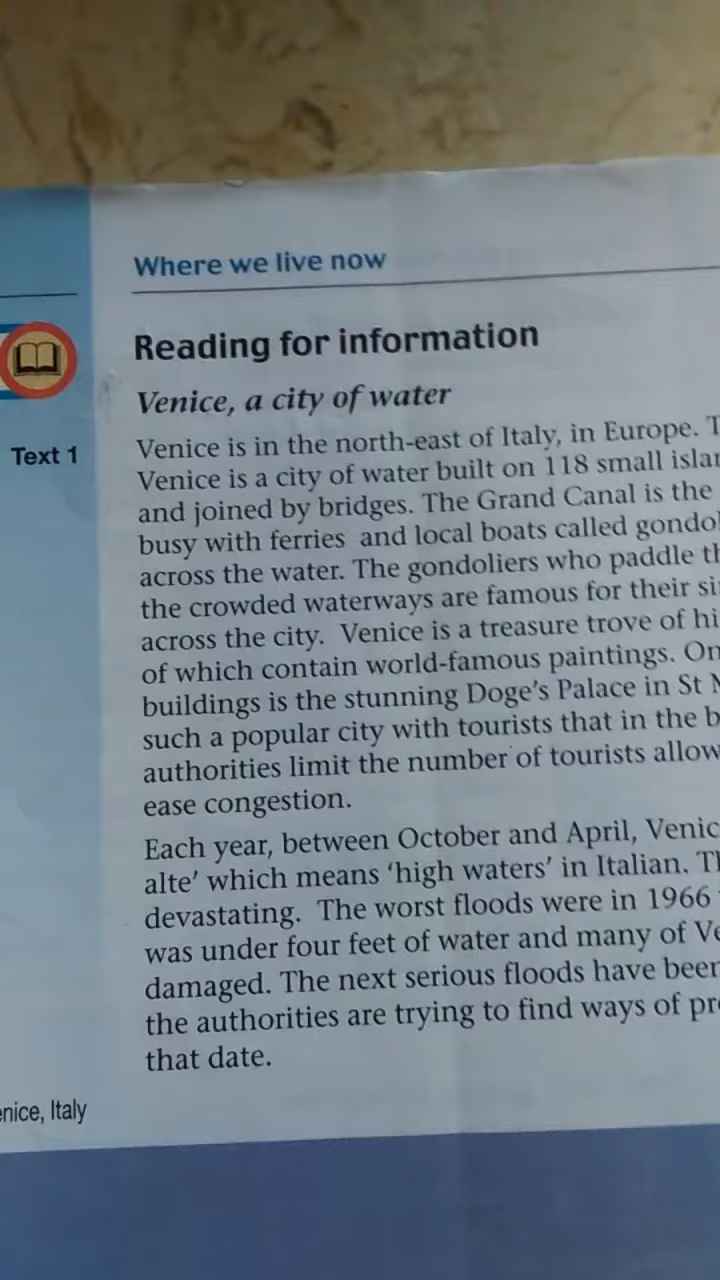 Where we live now
Reading for information
Venice, a city of water
Text 1
Venice is in the north-east of Italy, in Europe.
Venice is a city of water built on 118 small
and joined by bridges. The Grand Canal is the
busy with ferries and local boats called
across the water. The gondoliers who paddle
the crowded waterways are famous for their
across the city. Venice is a treasure trove of
of which contain world-famous paintings.
buildings is the stunning Doge's Palace in St
such a popular city with tourists that in the
authorities limit the number of tourists
ease congestion.
Each year, between October and April,
alte' which means 'high waters' in Italian.
devastating. The worst floods were in 1966
was under four feet of water and many of
damaged. The next serious floods have been
the authorities are trying to find ways of
that date.
Italy